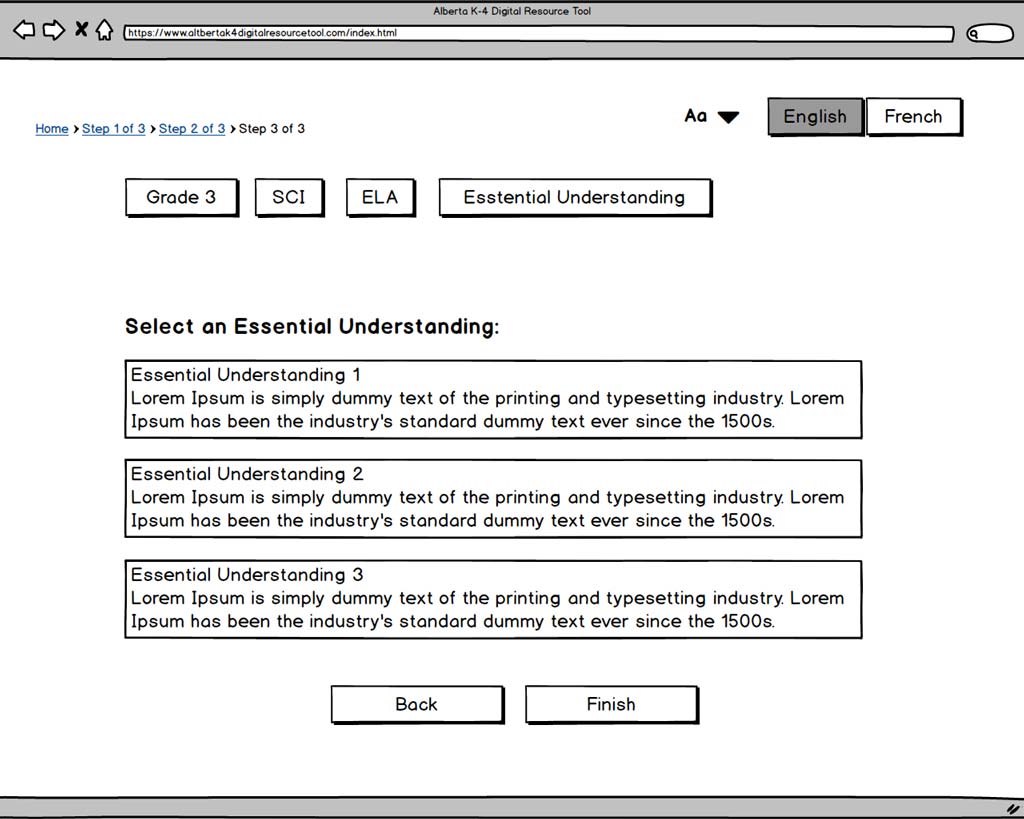 Alberta K-4 Digital Resource Tool
https://www.altbertak4digitalresourcetool.com/index.html
Home > Step 1 of 3 > Step 2 of 3 > Step 3 of 3
Aa
English
French
Grade 3
SCI
ELA
Esstential Understanding
Select an Essential Understanding:
Essential Understanding 1
Lorem Ipsum is simply dummy text of the printing and typesetting industry. Lorem
Ipsum has been the industry's standard dummy text ever since the 1500s.
Essential Understanding 2
Lorem Ipsum is simply dummy text of the printing and typesetting industry. Lorem
Ipsum has been the industry's standard dummy text ever since the 1500s.
Essential Understanding 3
Lorem Ipsum is simply dummy text of the printing and typesetting industry. Lorem
Ipsum has been the industry's standard dummy text ever since the 1500s.
Back
Finish